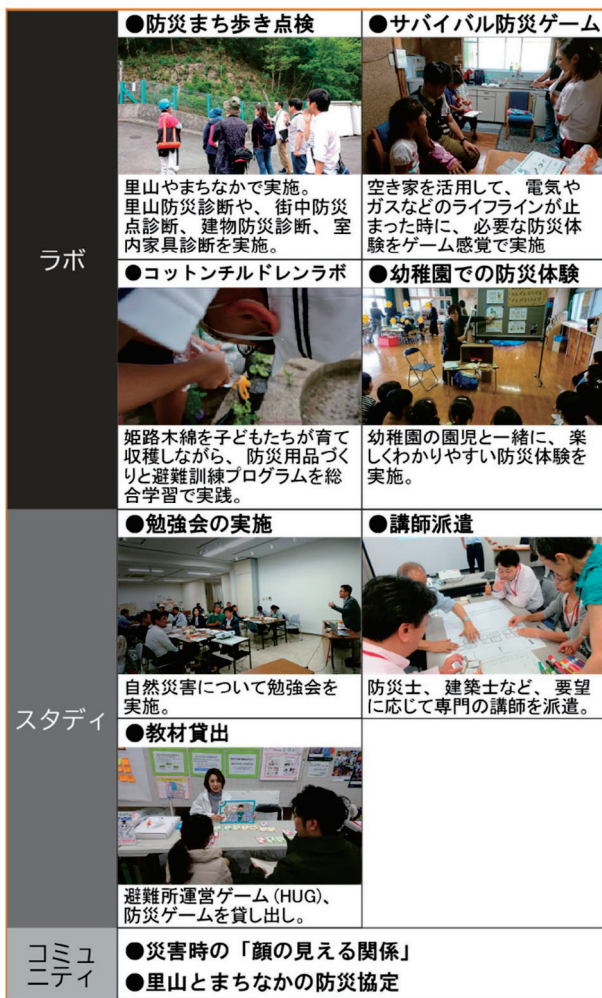 ラボ
●防災まち歩き点検
里山やまちなかで実施。
里山防災診断や、街中防災
点診断、建物防災診断、室
内家具診断を実施。
●サバイバル防災ゲーム
空き家を活用して、電気や
ガスなどのライフラインが止
まった時に、必要な防災体
験をゲーム感覚で実施
●コットンチルドレンラボ
姫路木綿を子どもたちが育て
収穫しながら、防災用品づく
りと避難訓練プログラムを総
合学習で実践。
●幼稚園での防災体験
幼稚園の園児と一緒に、楽
しくわかりやすい防災体験を
実施。
スタディ
●勉強会の実施
自然災害について勉強会を
実施。
●講師派遣
防災士、建築士など、要望
に応じて専門の講師を派遣。
●教材貸出
避難所運営ゲーム(HUG)、
防災ゲームを貸し出し。
コミュ
ニティ
●災害時の「顔の見える関係」
●里山とまちなかの防災協定